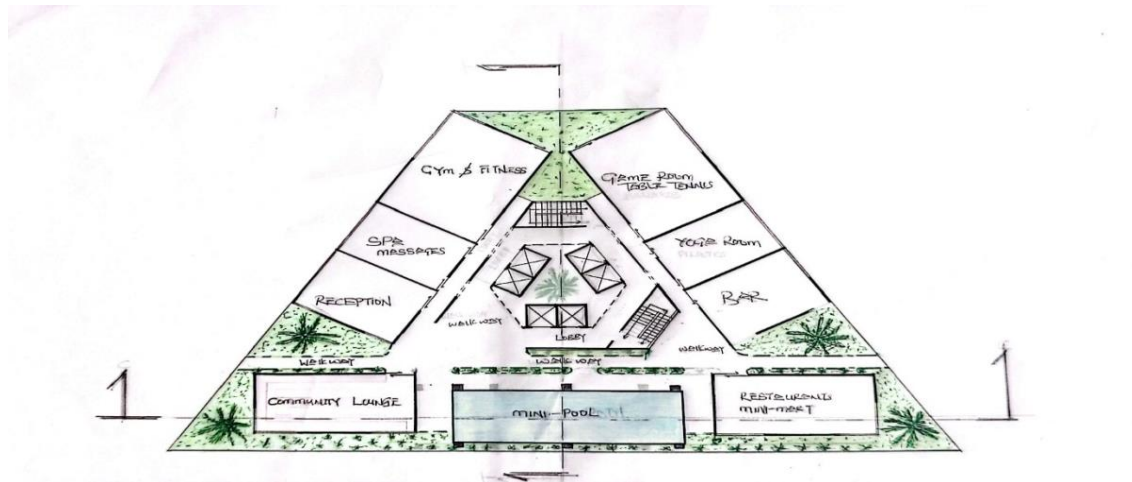 GYM & FITNESS
GAME ROOM
TABLE TENNIS
SPA
MASSAGES
YOGA ROOM
PILATES
RECEPTION
BAR
WALKWAY
LOBBY
WALKWAY
WALKWAY
WALKWAY
COMMUNITY LOUNGE
MINI-POOL
RESTAURANT
MINI-MART
1
1